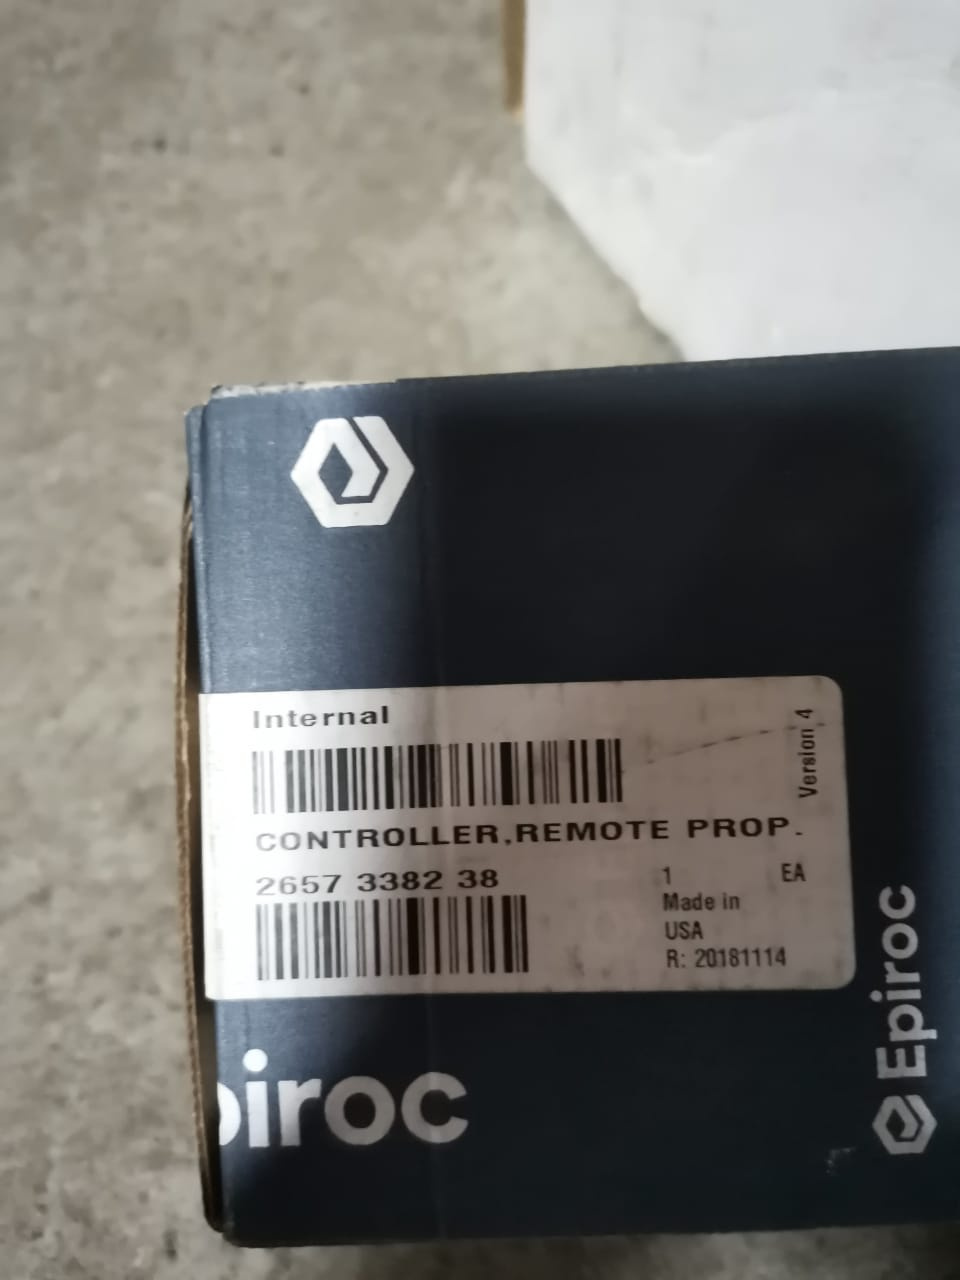 Internal
Version 4
CONTROLLER,REMOTE PROP.
2657 3382 38
1 EA
Made in
USA
R: 20181114
Epiroc
piroc